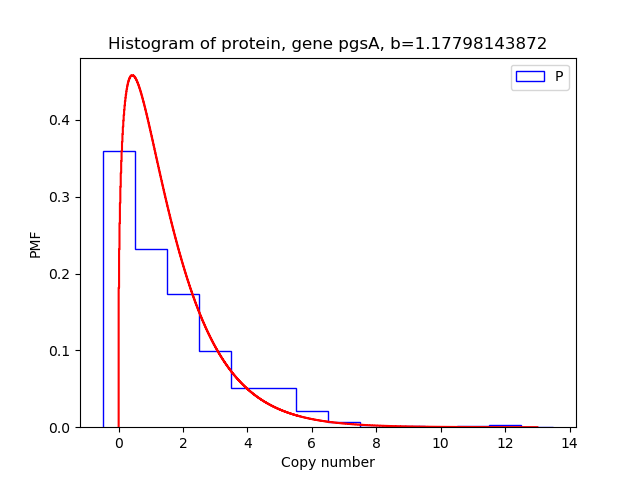 Histogram of protein, gene pgsA, b=1.17798143872
P
0.4
0.3
0.2
0.1
0.0
PMF
0 2 4 6 8 10 12 14
Copy number